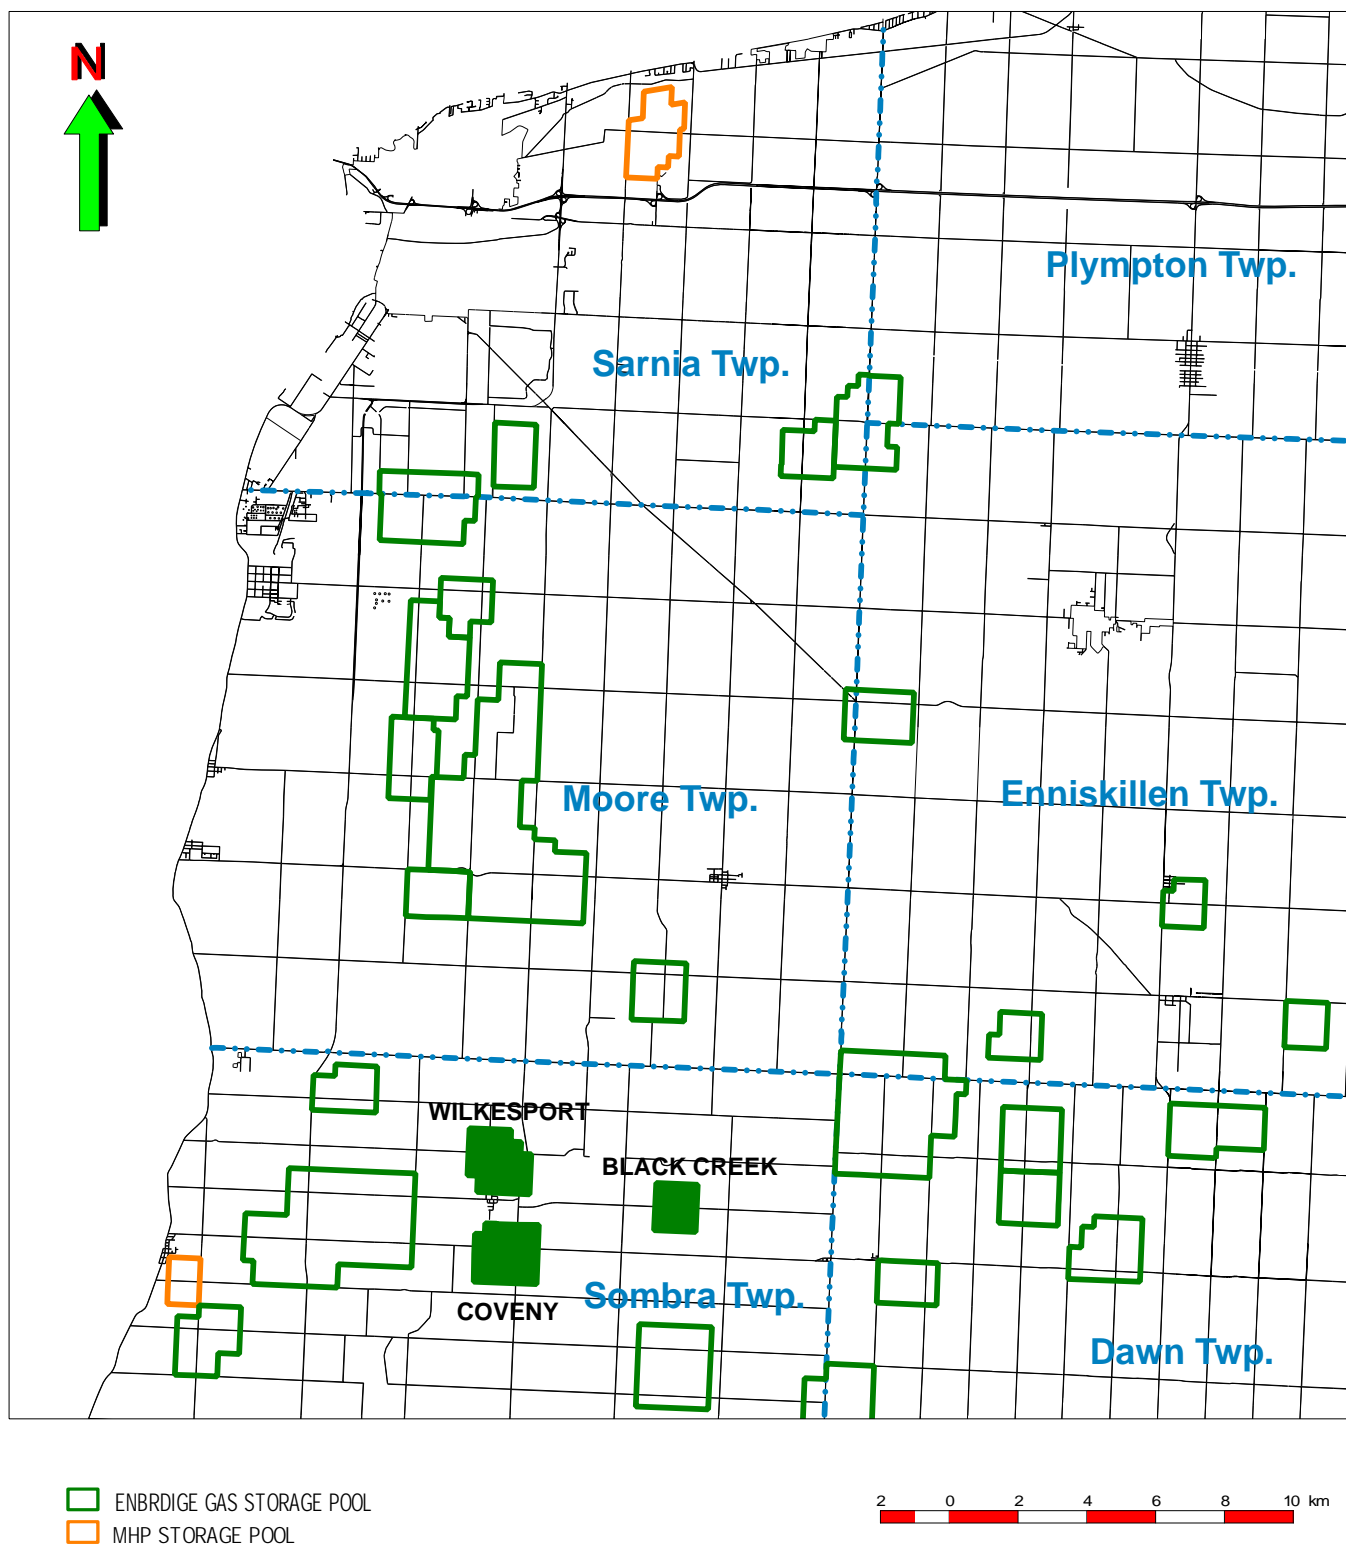 N
Plympton Twp.
Sarnia Twp.
Moore Twp.
Enniskillen Twp.
WILKESPORT
BLACK CREEK
COVENY
Sombra Twp.
Dawn Twp.
ENBRDIGE GAS STORAGE POOL
MHP STORAGE POOL
2 0 2 4 6 8 10 km